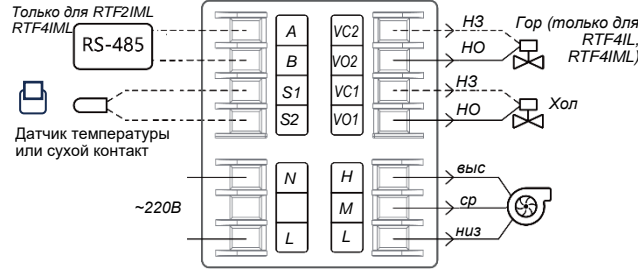 Только для RTF2IML
RTF4IML
RS-485
A
B
S1
S2
VC2
VO2
VC1
VO1
НЗ
НО
НЗ
НО
Гор (только для
RTF4IL,
RTF4IML)
Хол
Датчик температуры
или сухой контакт
~220В
N
L
H
M
L
выс
ср
низ